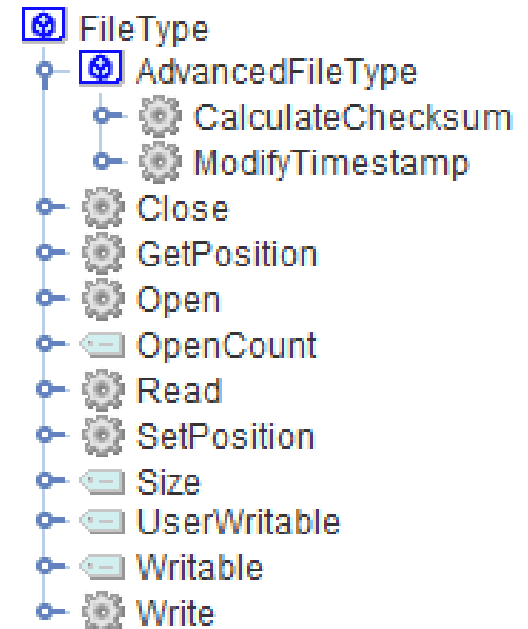 FileType
AdvancedFileType
CalculateChecksum
ModifyTimestamp
Close
GetPosition
Open
OpenCount
Read
SetPosition
Size
UserWritable
Writable
Write